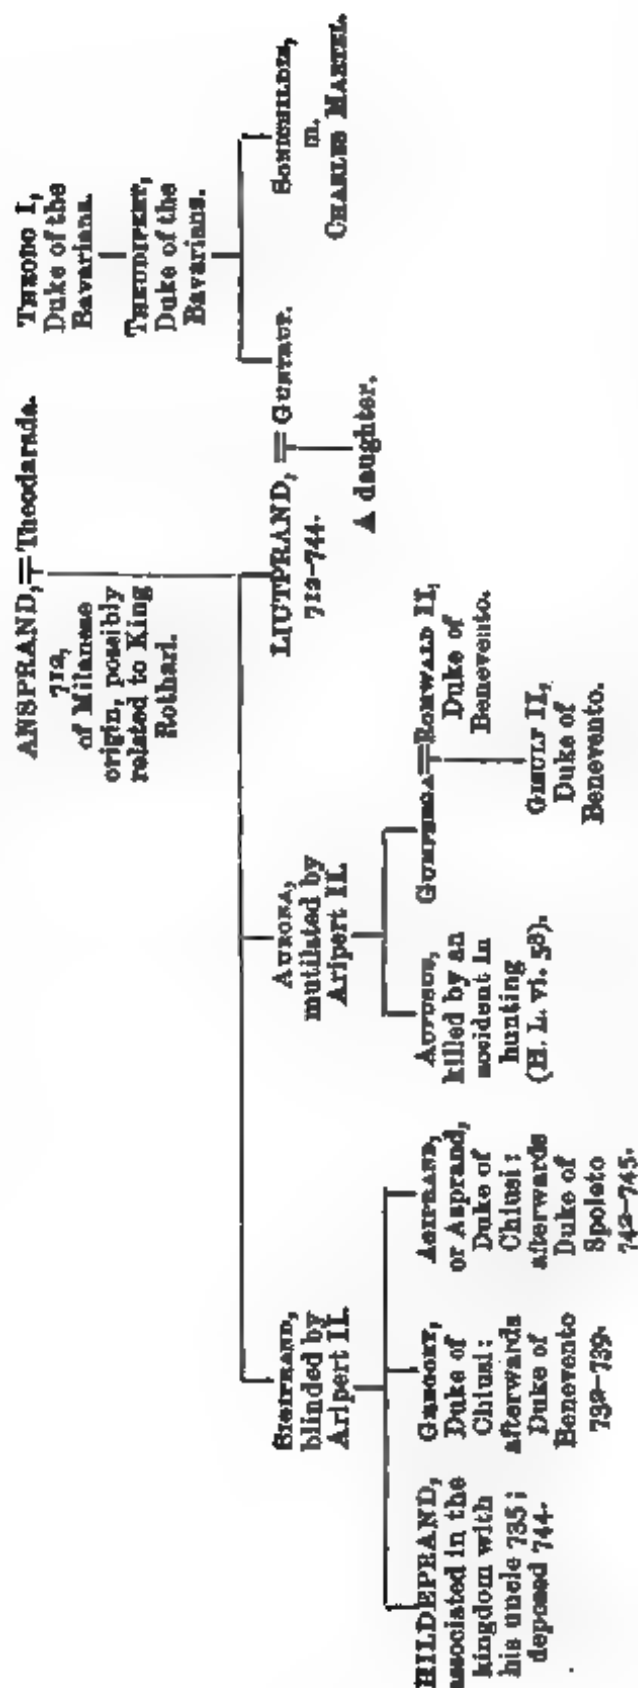 ANSPRAND, = Theodarada.
712,
of Milanese
origin, possibly
related to King
Rothari.
THEODO I,
Duke of the
Bavarians.
THEUDIPERT,
Duke of the
Bavarians.
SIGIPRAND,
blinded by
Aripert II.
AURONA,
mutilated by
Aripert II.
LIUTPRAND, = GUNTRUT.
712-744.
SONICHILDIS,
m.
CHARLES MARTEL.
A daughter.
HILDEPRAND,
associated in the
kingdom with
his uncle 735;
deposed 744.
GREGORY,
Duke of
Chiusi:
afterwards
Duke of
Benevento
732-739.
AGIPRAND,
or Asprand,
Duke of
Chiusi:
afterwards
Duke of
Spoleto
742-745.
AUFUSUS,
killed by an
accident in
hunting
(H. L. vi. 58).
GUMPERGA = ROMWALD II,
Duke of
Benevento.
GISULF II,
Duke of
Benevento.